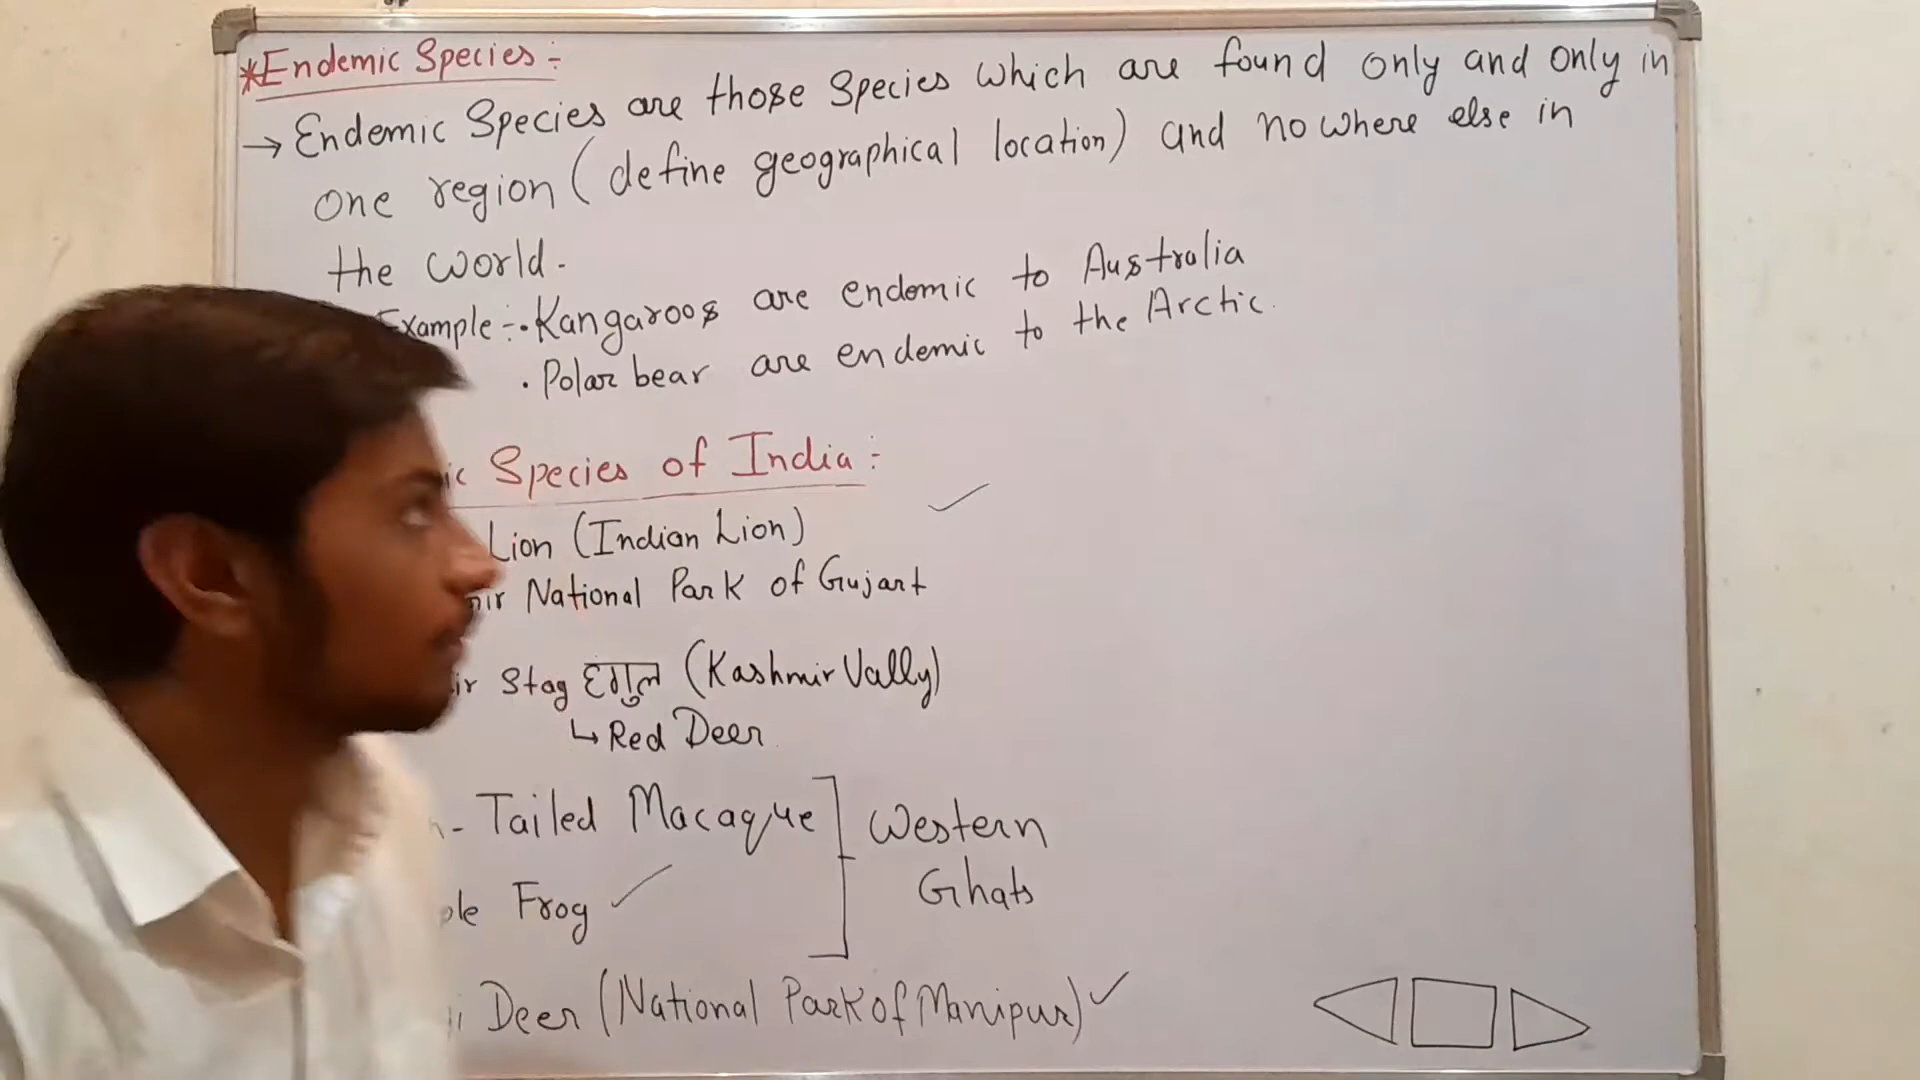 *Endemic Species :-
→ Endemic Species are those Species which are found only and only in
one region (define geographical location) and nowhere else in
the world.
Example :- • Kangaroos are endemic to Australia
• Polar bear are endemic to the Arctic.
Species of India :-
Lion (Indian Lion)
National Park of Gujart
Stag हंगुल (Kashmir Vally)
↳ Red Deer
- Tailed Macaque
Frog
Western
Ghats
Deer (National Park of Manipur)